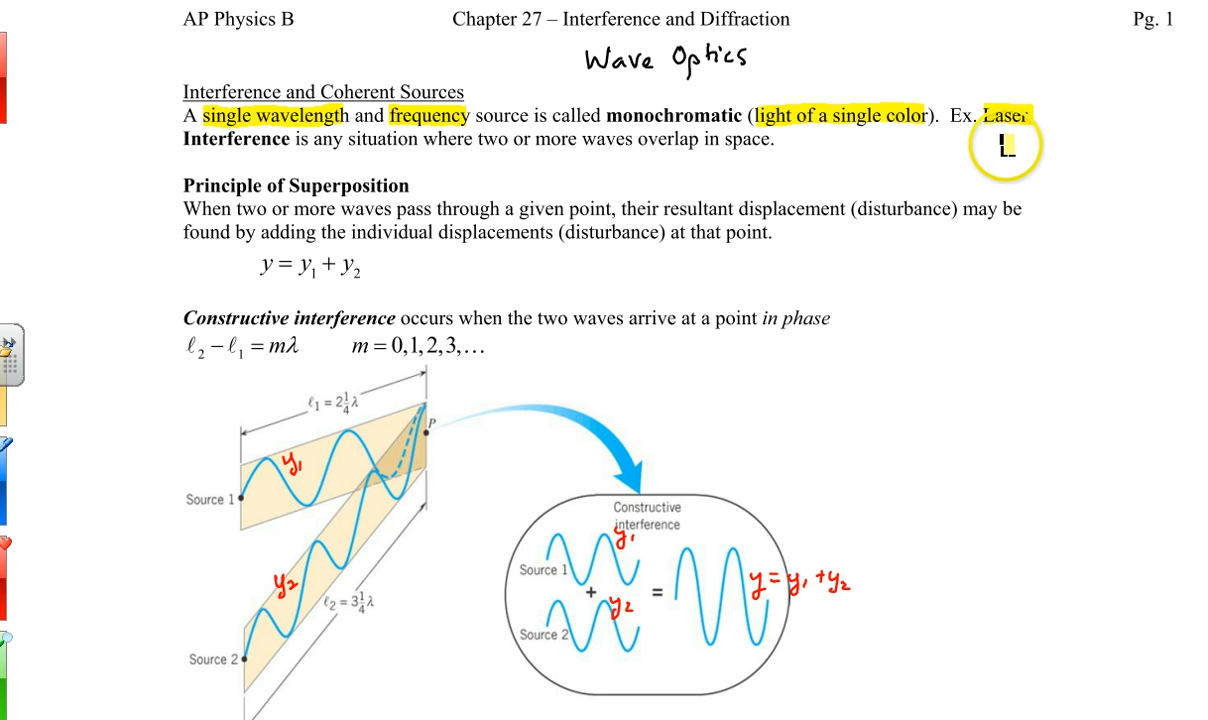 AP Physics B Chapter 27 – Interference and Diffraction Pg. 1
Wave Optics
Interference and Coherent Sources
A single wavelength and frequency source is called monochromatic (light of a single color). Ex. Laser
Interference is any situation where two or more waves overlap in space.
Principle of Superposition
When two or more waves pass through a given point, their resultant displacement (disturbance) may be
found by adding the individual displacements (disturbance) at that point.
y = y₁ + y₂
Constructive interference occurs when the two waves arrive at a point in phase
ℓ₂ − ℓ₁ = mλ m = 0,1,2,3,…
ℓ₁ = 2¼λ
P
y₁
Source 1
y₂
ℓ₂ = 3¼λ
Source 2
Constructive
interference
y₁
Source 1
+ = y = y₁ + y₂
y₂
Source 2